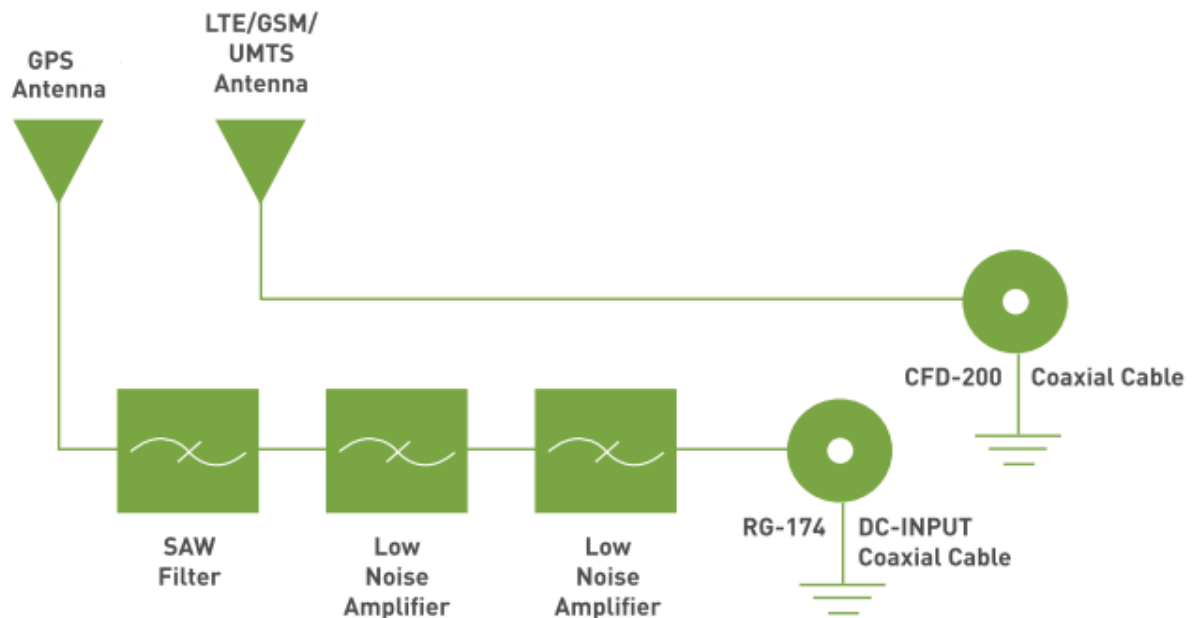 GPS
Antenna
LTE/GSM/
UMTS
Antenna
CFD-200
Coaxial Cable
SAW
Filter
Low
Noise
Amplifier
Low
Noise
Amplifier
RG-174
DC-INPUT
Coaxial Cable